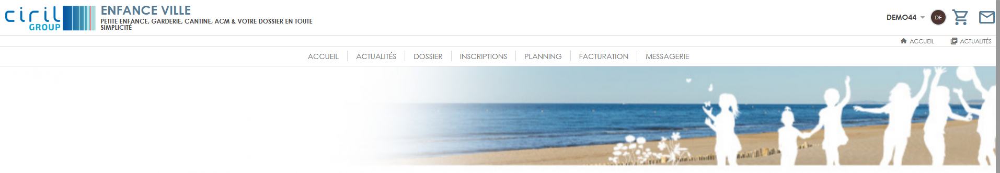 ciril
GROUP
ENFANCE VILLE
PETITE ENFANCE, GARDERIE, CANTINE, ACM & VOTRE DOSSIER EN TOUTE
SIMPLICITÉ
DEMO44
DE
ACCUEIL
ACTUALITÉS
ACCUEIL
ACTUALITÉS
DOSSIER
INSCRIPTIONS
PLANNING
FACTURATION
MESSAGERIE